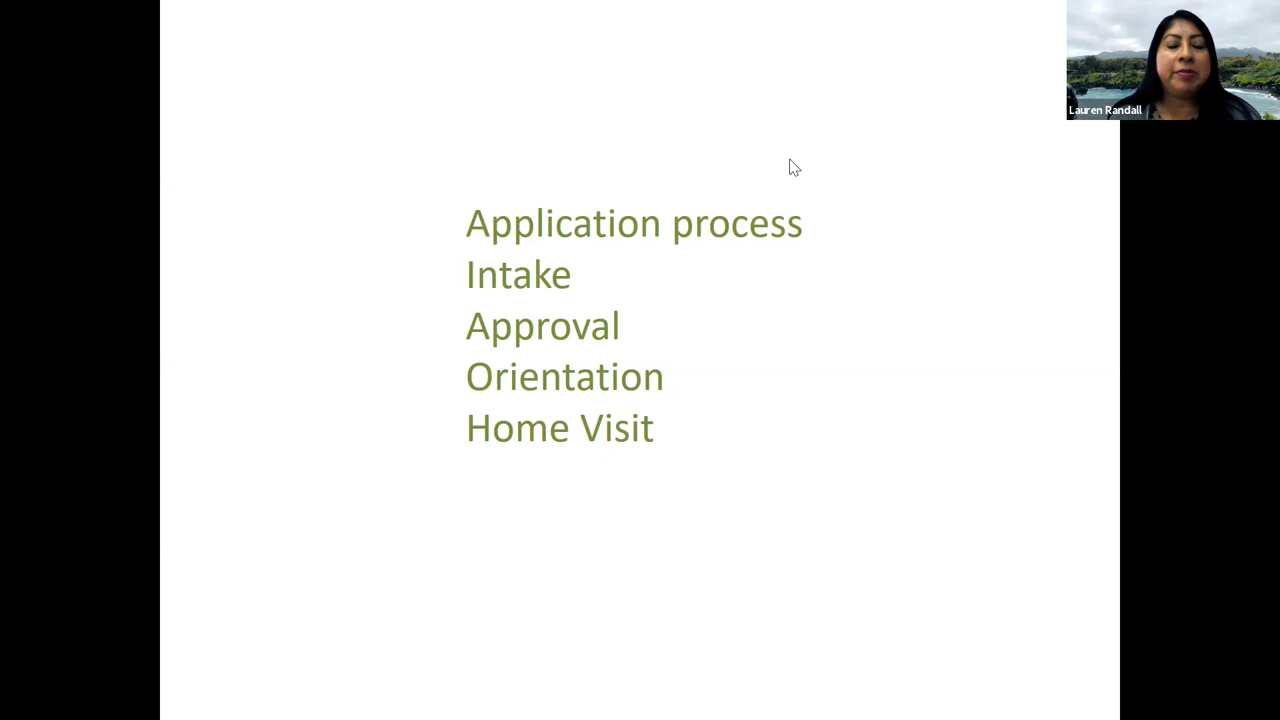 Lauren Randall
Application process
Intake
Approval
Orientation
Home Visit